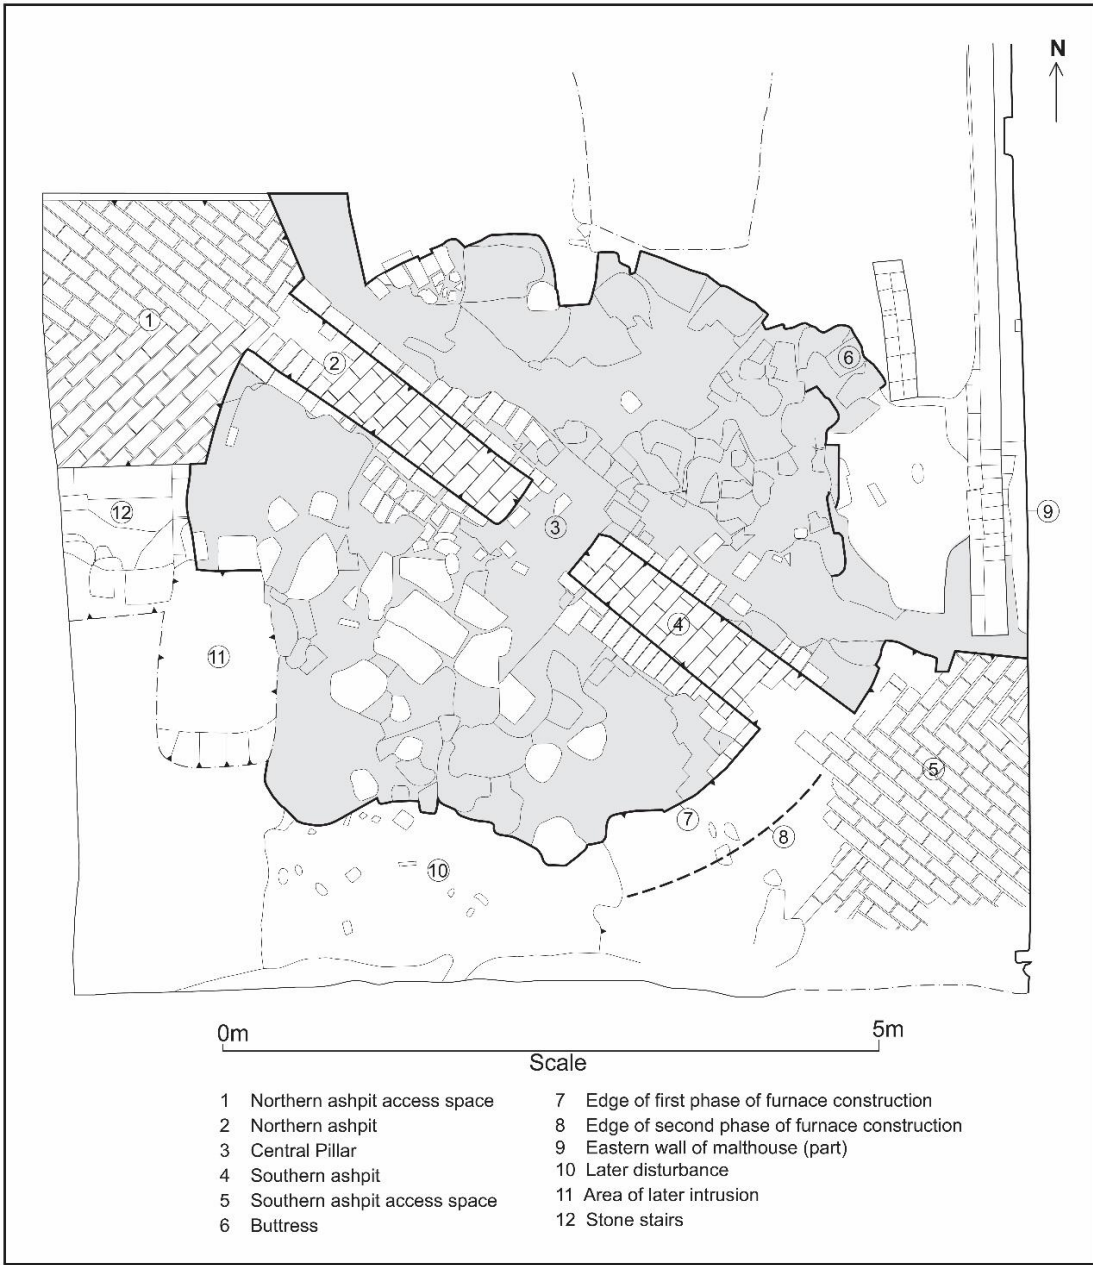 N
1
2
6
3
9
12
4
11
5
7
8
10
0m
5m
Scale
1 Northern ashpit access space
2 Northern ashpit
3 Central Pillar
4 Southern ashpit
5 Southern ashpit access space
6 Buttress
7 Edge of first phase of furnace construction
8 Edge of second phase of furnace construction
9 Eastern wall of malthouse (part)
10 Later disturbance
11 Area of later intrusion
12 Stone stairs